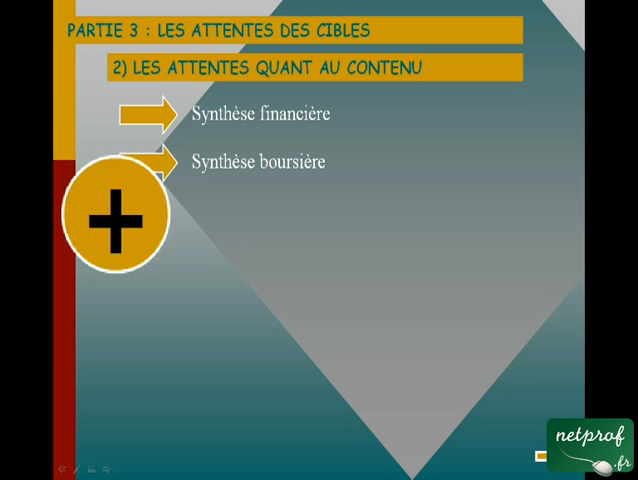 PARTIE 3 : LES ATTENTES DES CIBLES
2) LES ATTENTES QUANT AU CONTENU
Synthèse financière
Synthèse boursière
+
netprof
.fr